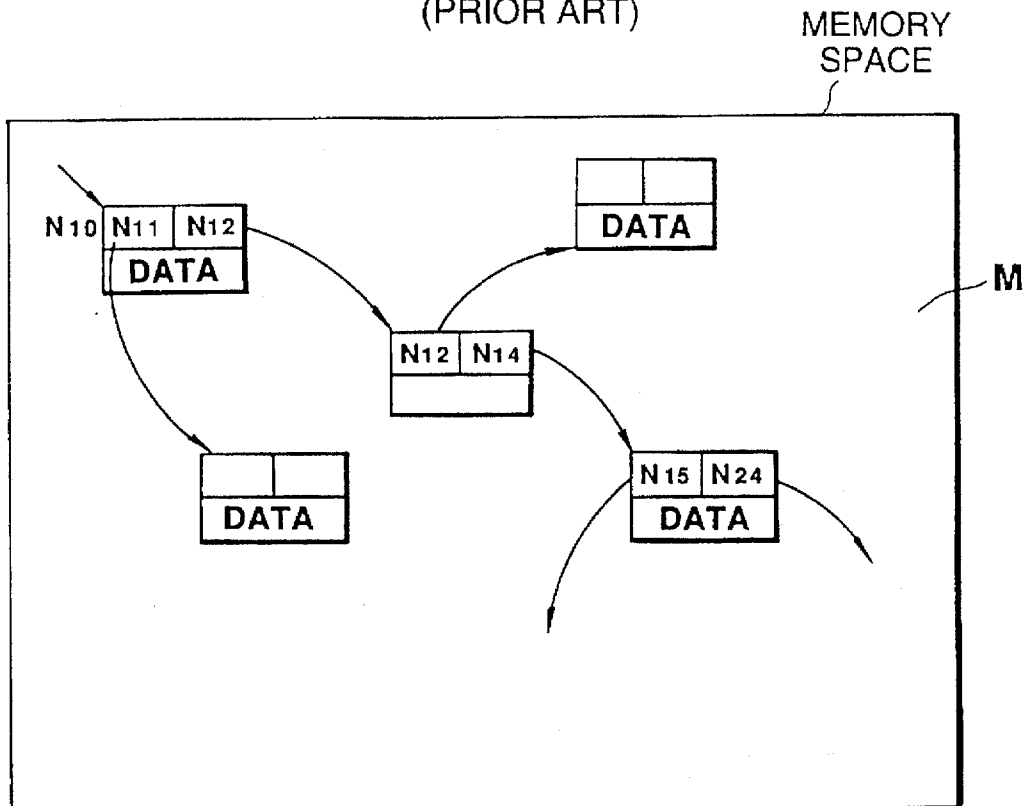 (PRIOR ART)
MEMORY
SPACE
N10 N11 N12
DATA
DATA
M
N12 N14
N15 N24
DATA
DATA